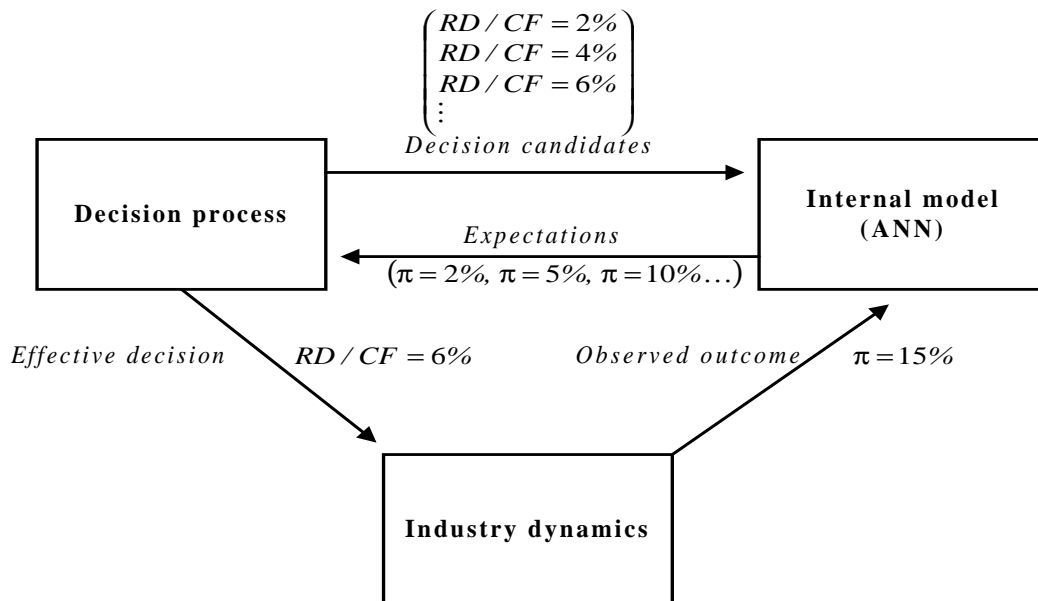 RD / CF = 2%
RD / CF = 4%
RD / CF = 6%
⋮
Decision candidates
Decision process
Internal model
(ANN)
Expectations
(π = 2%, π = 5%, π = 10%…)
Effective decision
RD / CF = 6%
Observed outcome
π = 15%
Industry dynamics